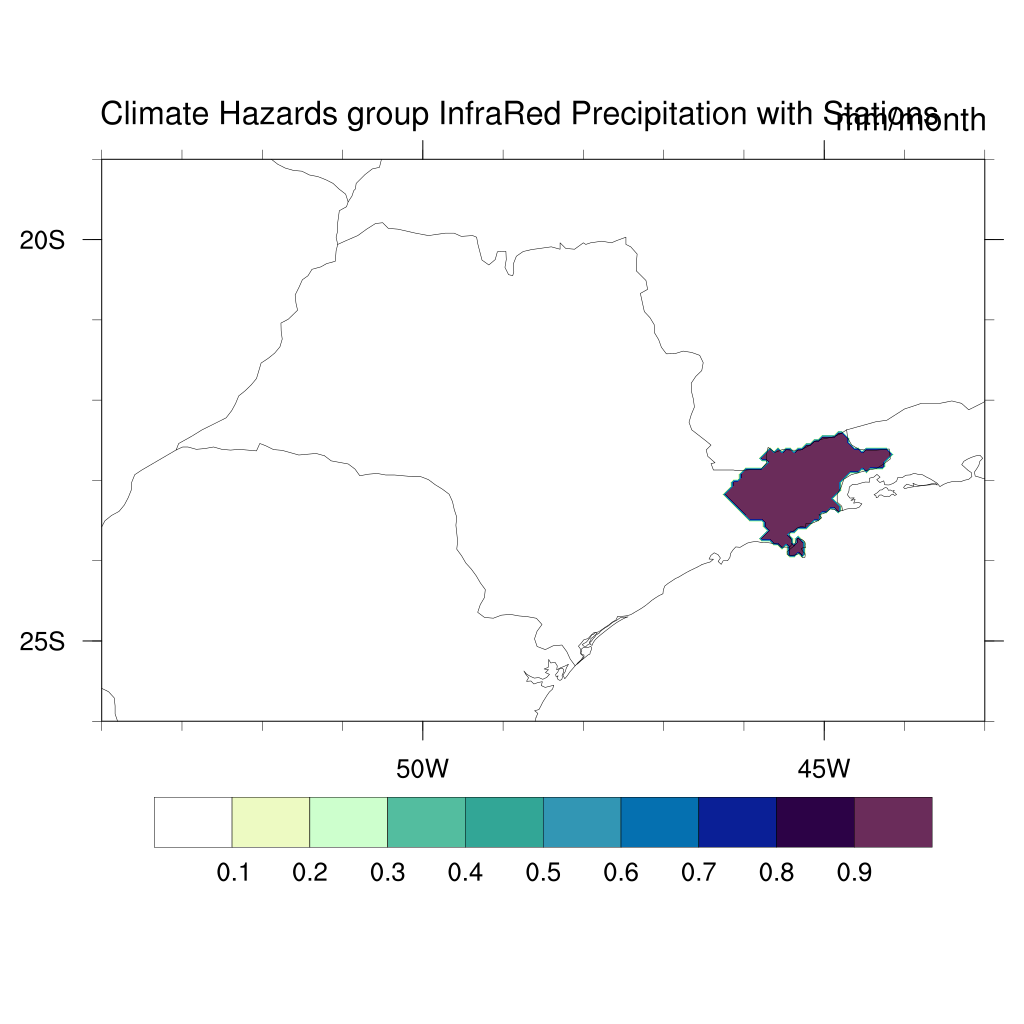 Climate Hazards group InfraRed Precipitation with Stations
mm/month
20S
25S
50W 45W
0.1 0.2 0.3 0.4 0.5 0.6 0.7 0.8 0.9